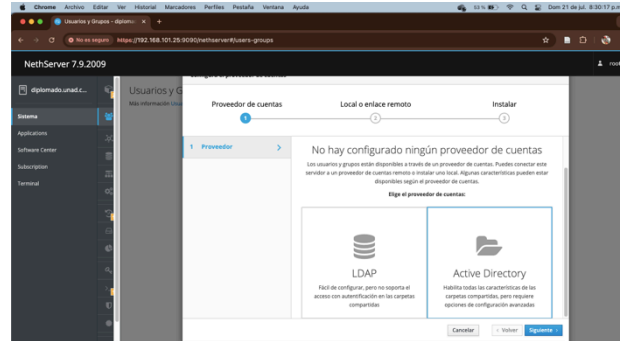 Chrome Archivo Editar Ver Historial Marcadores Perfiles Pestaña Ventana Ayuda
Dom 21 de jul. 8:30:17 p.m
Usuarios y Grupos - diplom
No es seguro https://192.168.101.25:9090/nethserver#/users-groups
NethServer 7.9.2009
root
diplomado.unad.c...
Sistema
Applications
Software Center
Subscription
Terminal
Usuarios y G
Más información
Proveedor de cuentas
Local o enlace remoto
Instalar
1
2
3
1 Proveedor
No hay configurado ningún proveedor de cuentas
Los usuarios y grupos están disponibles a través de un proveedor de cuentas. Puedes conectar este
servidor a un proveedor de cuentas remoto o instalar uno local. Algunas características pueden estar
disponibles según el proveedor de cuentas.
Elige el proveedor de cuentas:
LDAP
Fácil de configurar, pero no soporta el
acceso con autentificación en las carpetas
compartidas
Active Directory
Habilita todas las características de las
carpetas compartidas, pero requiere
opciones de configuración avanzadas
Cancelar
< Volver
Siguiente >